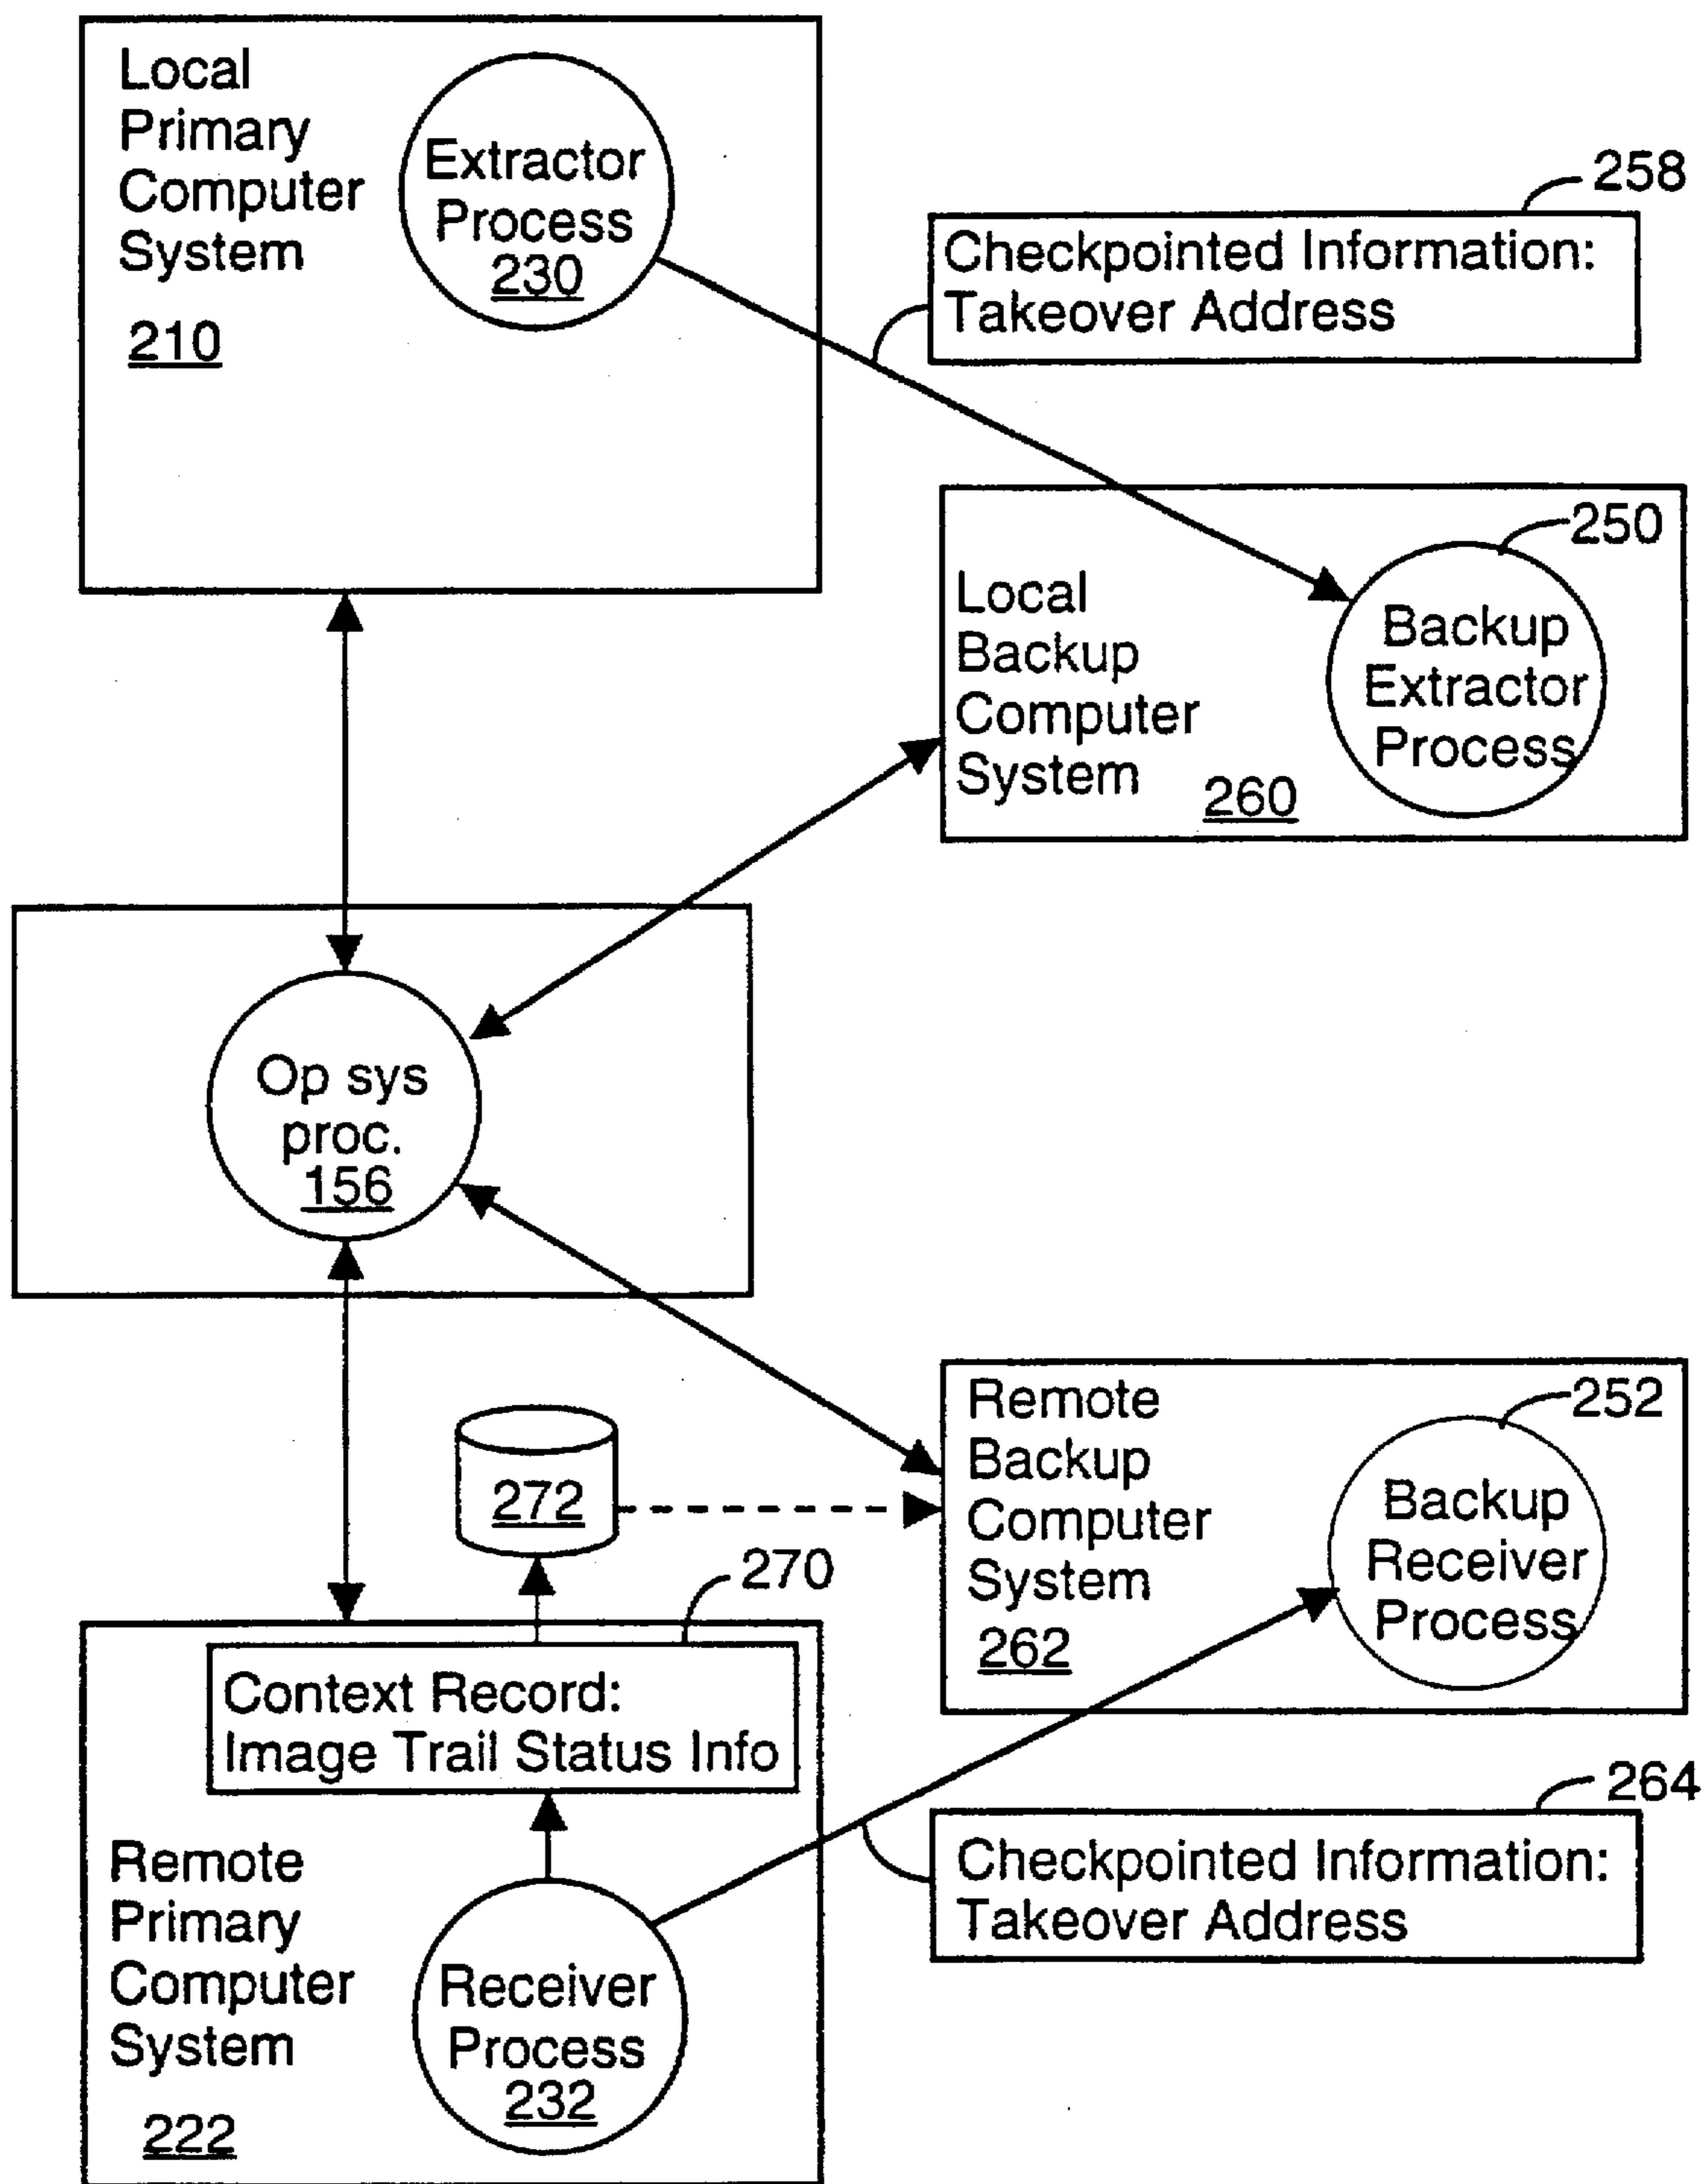 Local
Primary
Computer
System
210
Extractor
Process
230
258
Checkpointed Information:
Takeover Address
250
Local
Backup
Computer
System
260
Backup
Extractor
Process
Op sys
proc.
156
272
270
Remote
Backup
Computer
System
262
252
Backup
Receiver
Process
Context Record:
Image Trail Status Info
264
Checkpointed Information:
Takeover Address
Remote
Primary
Computer
System
222
Receiver
Process
232